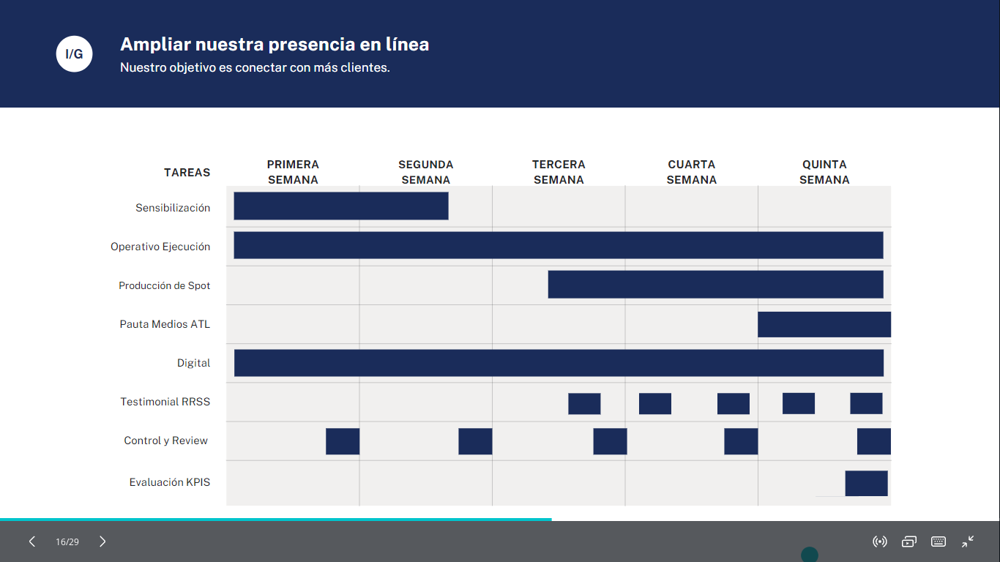 I/G
Ampliar nuestra presencia en línea
Nuestro objetivo es conectar con más clientes.
TAREAS
PRIMERA
SEMANA
SEGUNDA
SEMANA
TERCERA
SEMANA
CUARTA
SEMANA
QUINTA
SEMANA
Sensibilización
Operativo Ejecución
Producción de Spot
Pauta Medios ATL
Digital
Testimonial RRSS
Control y Review
Evaluación KPIS
16/29